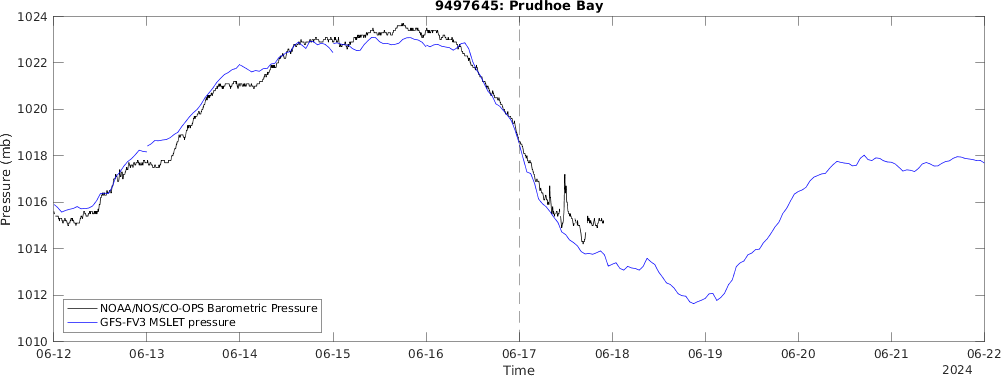 9497645: Prudhoe Bay
1024
1022
1020
1018
1016
1014
1012
1010
Pressure (mb)
NOAA/NOS/CO-OPS Barometric Pressure
GFS-FV3 MSLET pressure
06-12 06-13 06-14 06-15 06-16 06-17 06-18 06-19 06-20 06-21 06-22
Time
2024